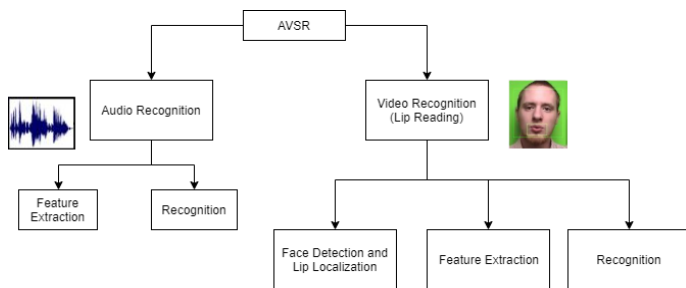 AVSR
Audio Recognition
Video Recognition
(Lip Reading)
Feature
Extraction
Recognition
Face Detection and
Lip Localization
Feature Extraction
Recognition